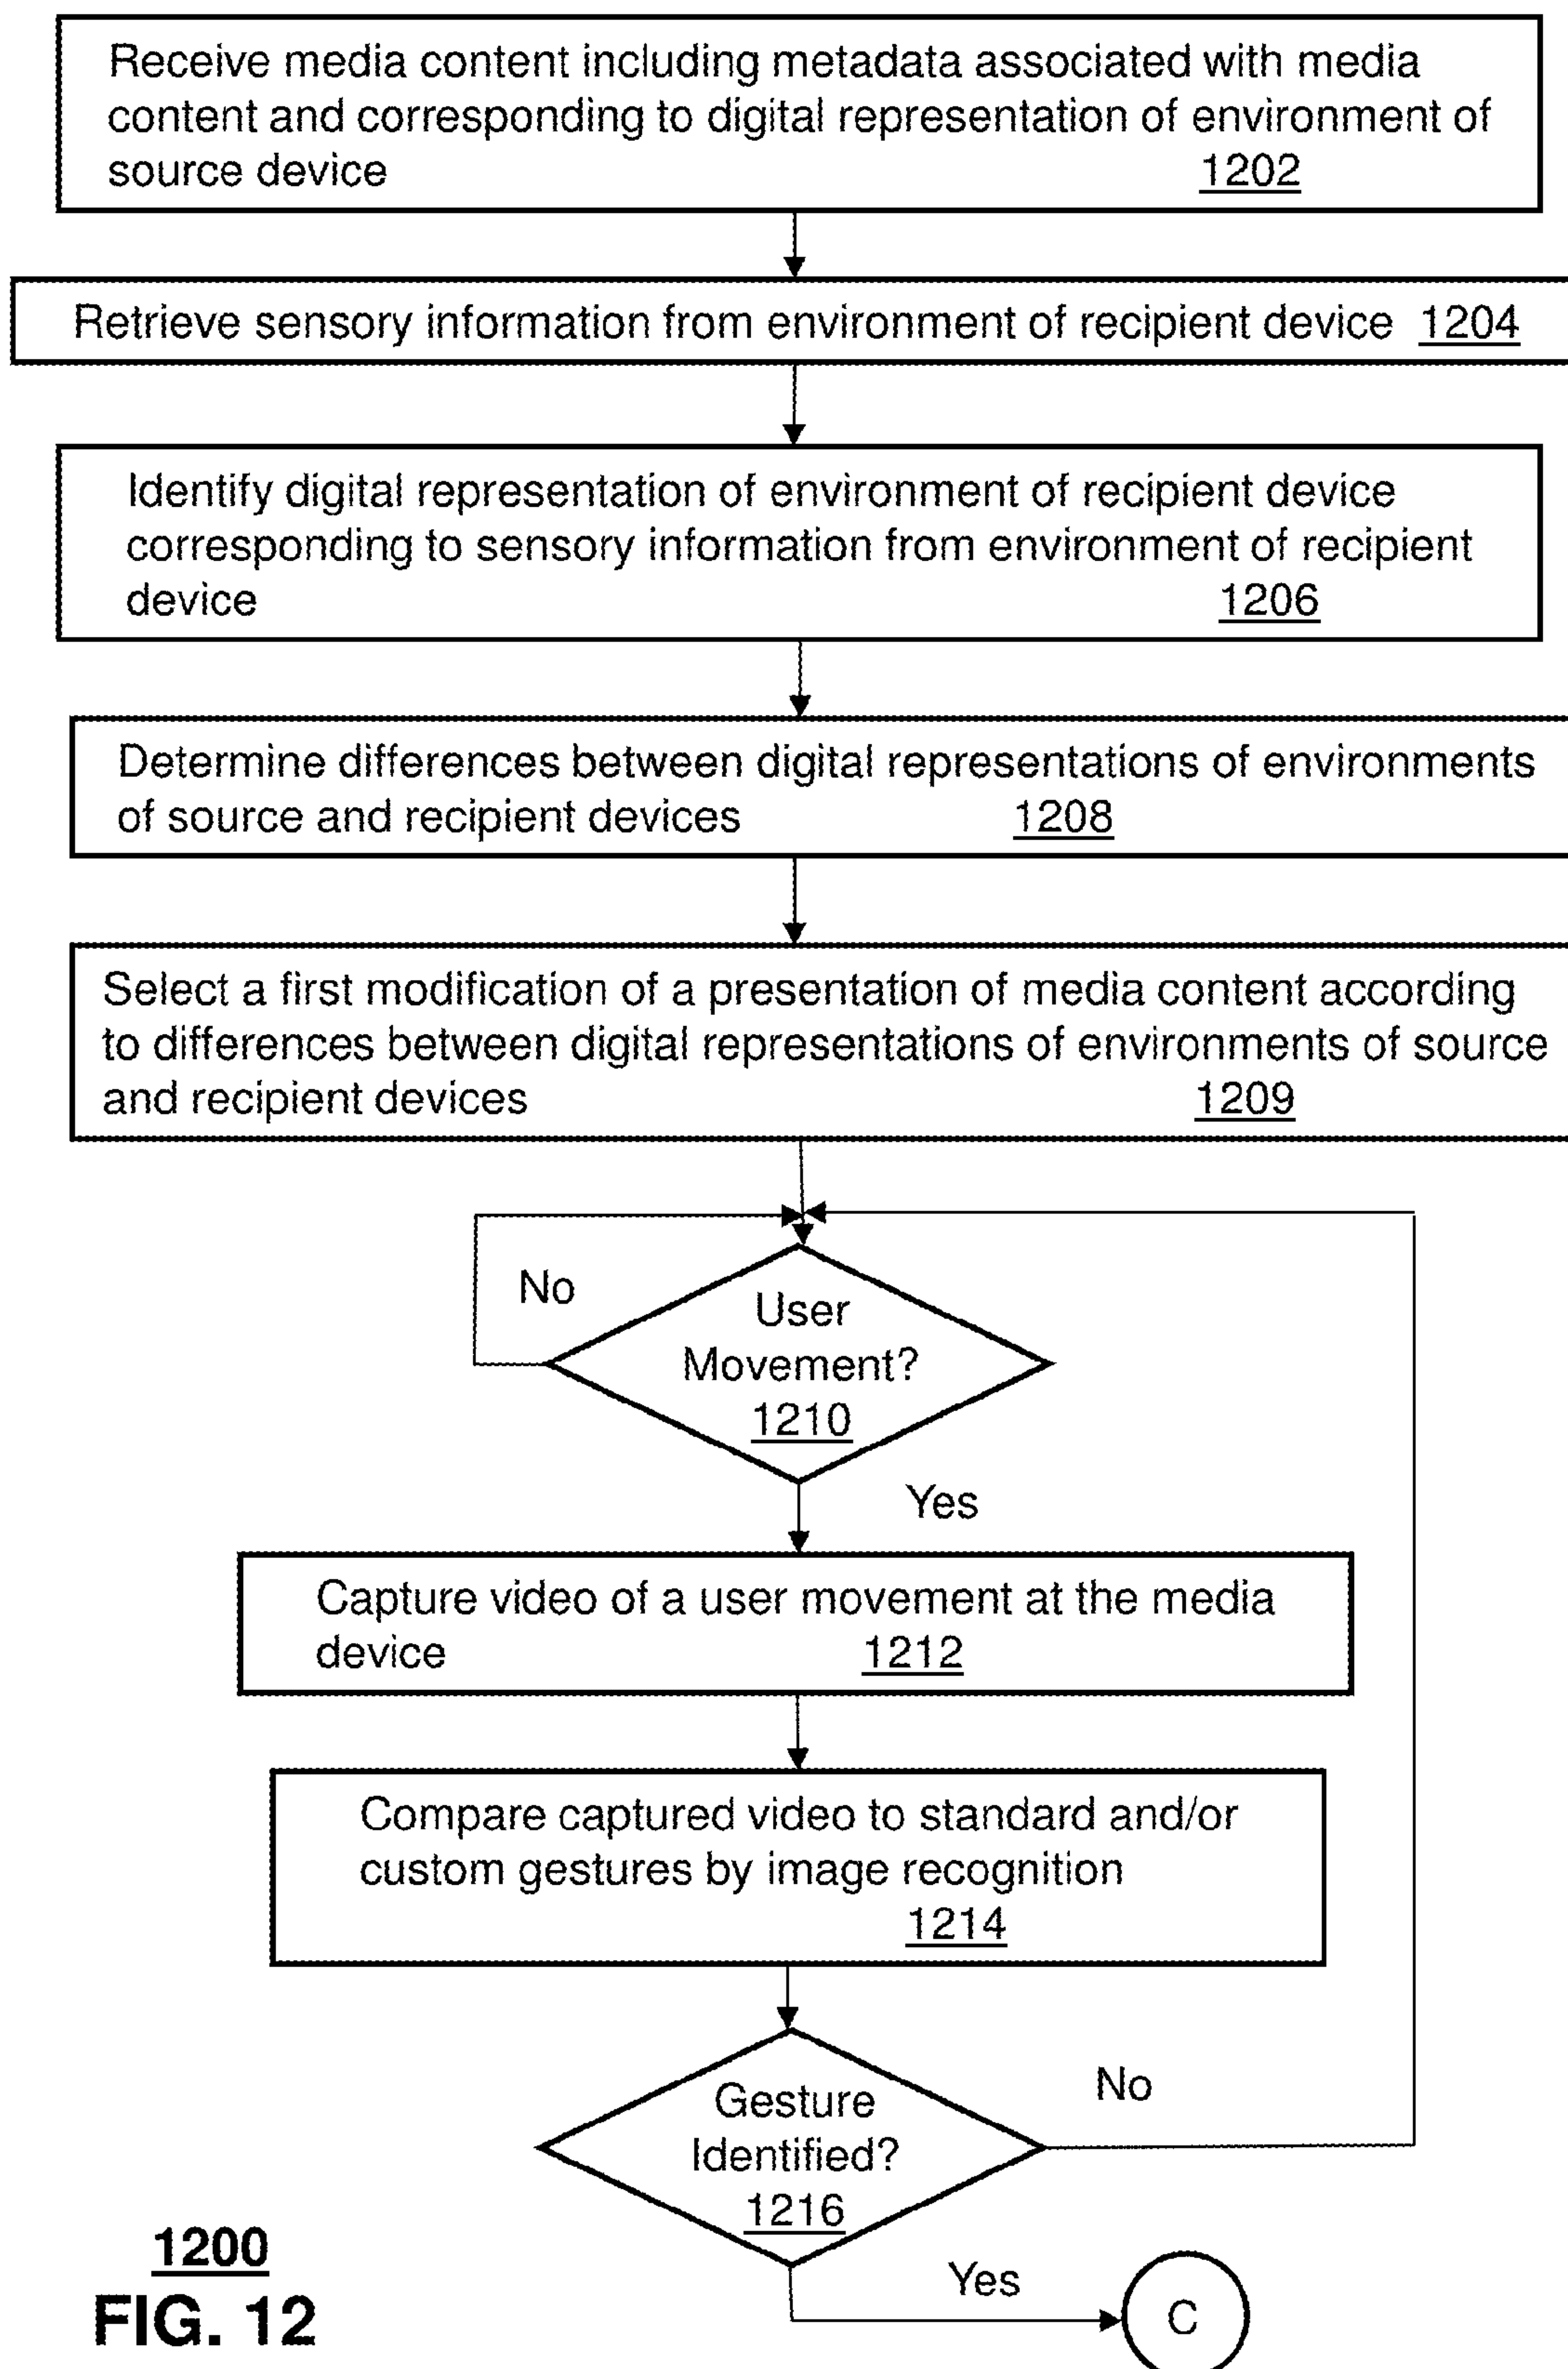 Receive media content including metadata associated with media
content and corresponding to digital representation of environment of
source device 1202
Retrieve sensory information from environment of recipient device 1204
Identify digital representation of environment of recipient device
corresponding to sensory information from environment of recipient
device 1206
Determine differences between digital representations of environments
of source and recipient devices 1208
Select a first modification of a presentation of media content according
to differences between digital representations of environments of source
and recipient devices 1209
No
User
Movement?
1210
Yes
Capture video of a user movement at the media
device 1212
Compare captured video to standard and/or
custom gestures by image recognition
1214
No
Gesture
Identified?
1216
Yes
C
1200
FIG. 12